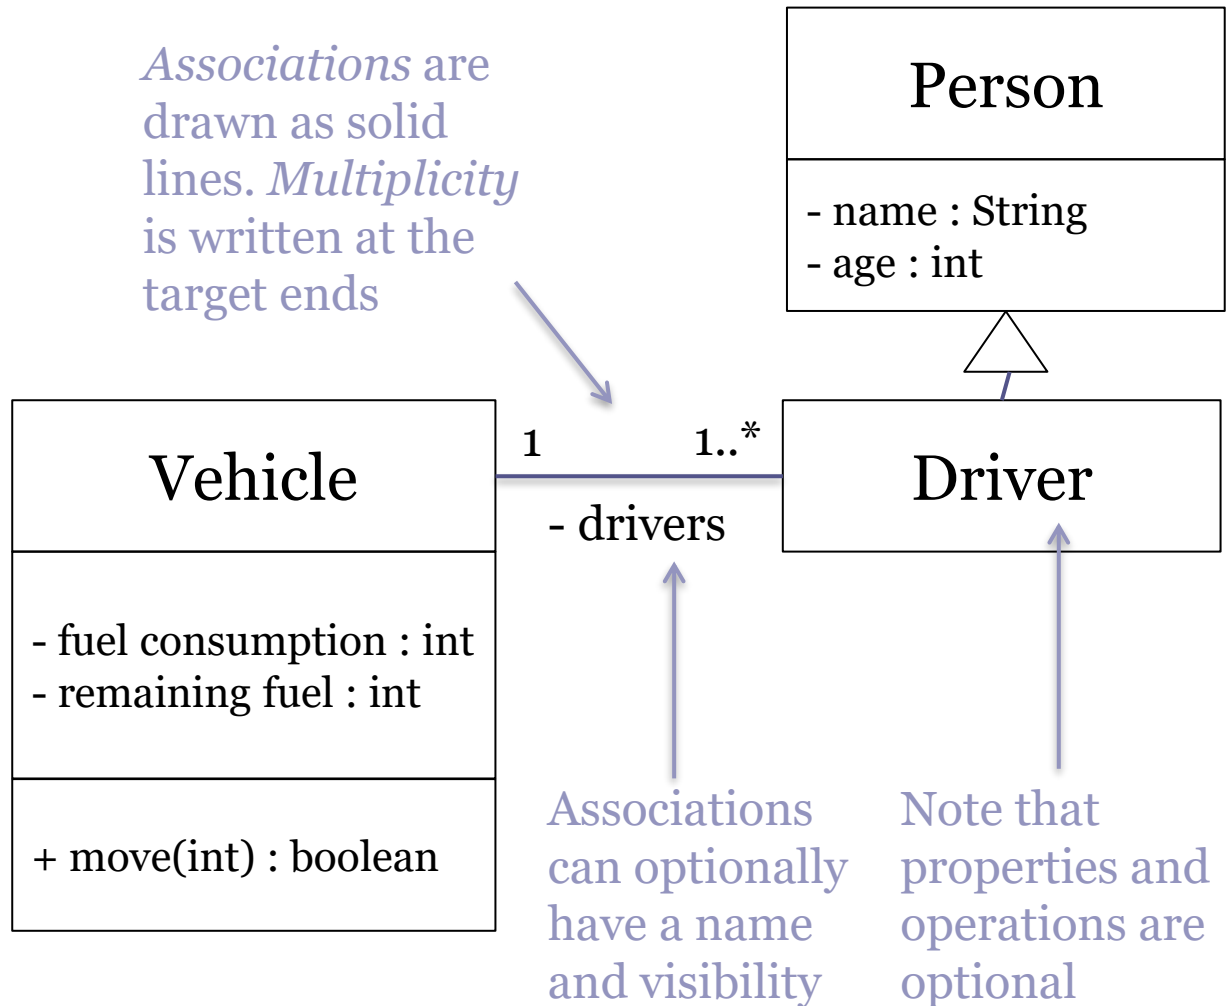 Associations are
drawn as solid
lines. Multiplicity
is written at the
target ends
Person
- name : String
- age : int
Vehicle
- fuel consumption : int
- remaining fuel : int
+ move(int) : boolean
1
1..*
- drivers
Driver
Associations
can optionally
have a name
and visibility
Note that
properties and
operations are
optional